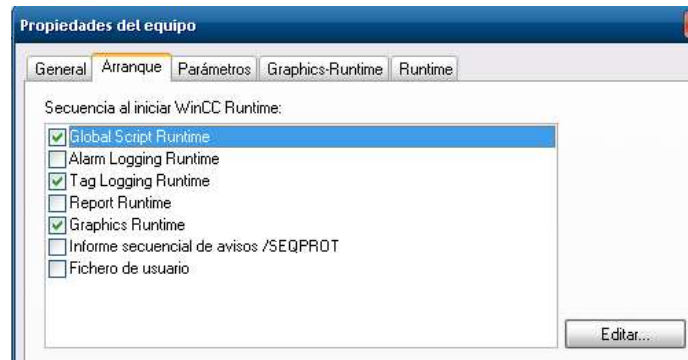 Propiedades del equipo
General Arranque Parámetros Graphics-Runtime Runtime
Secuencia al iniciar WinCC Runtime:
Global Script Runtime
Alarm Logging Runtime
Tag Logging Runtime
Report Runtime
Graphics Runtime
Informe secuencial de avisos /SEQPROT
Fichero de usuario
Editar...